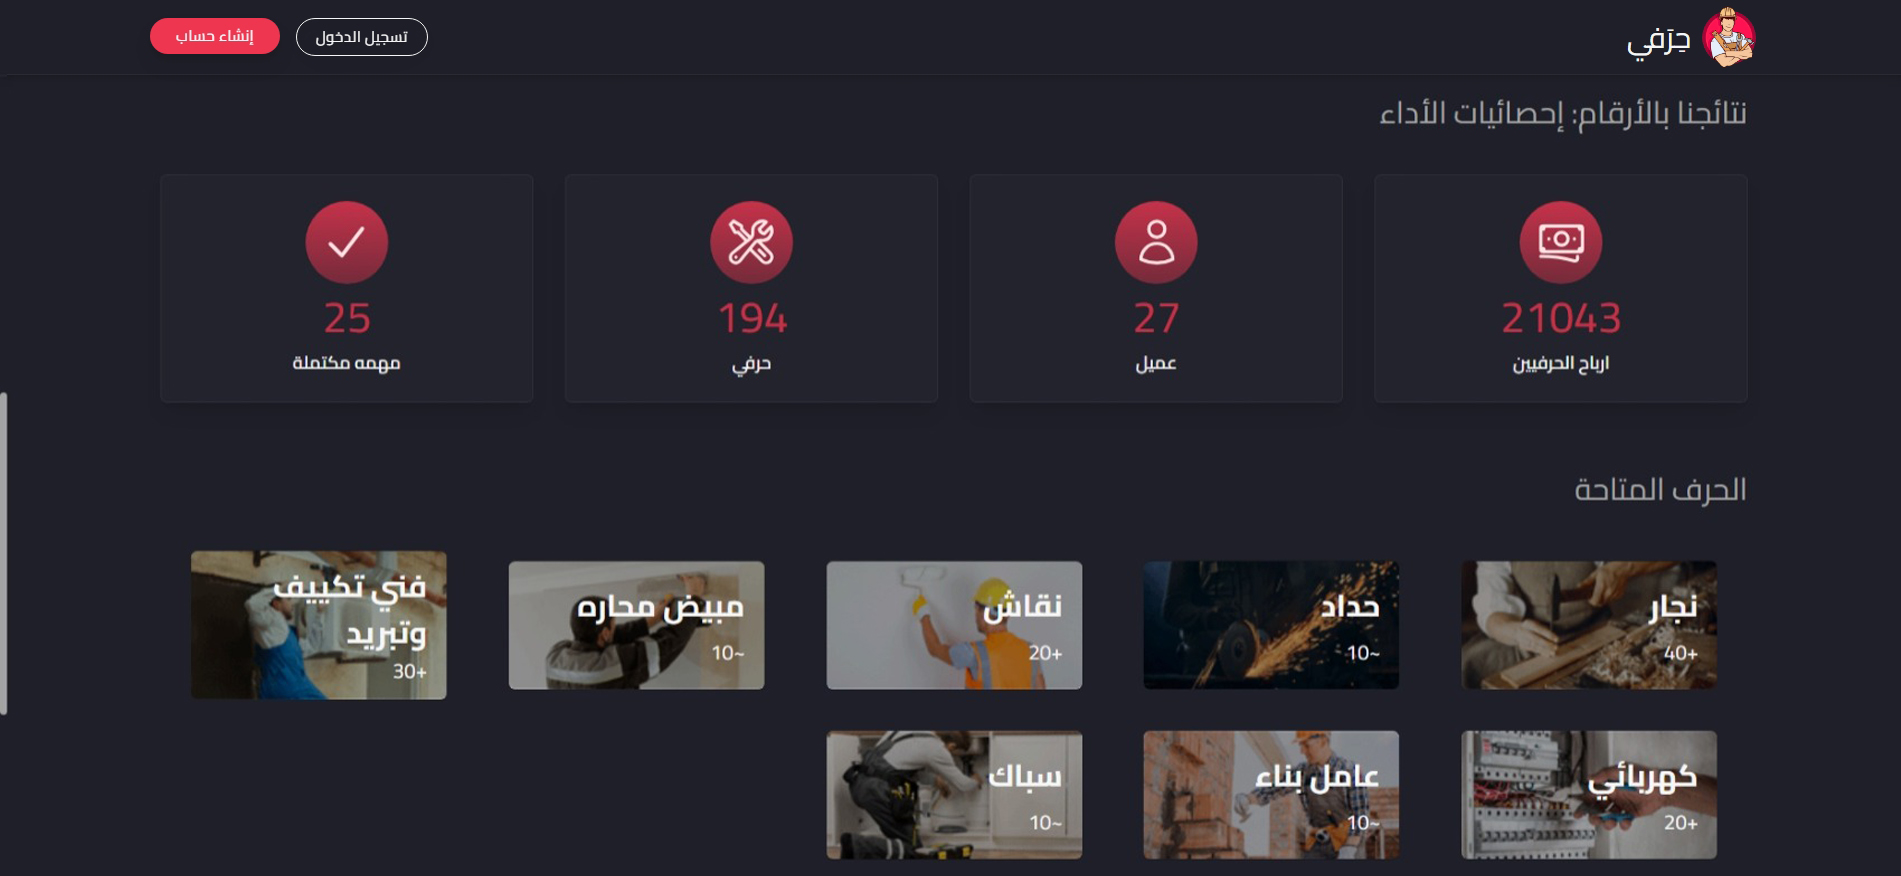 حِرَفي
تسجيل الدخول
إنشاء حساب
نتائجنا بالأرقام: إحصائيات الأداء
21043
ارباح الحرفيين
27
عميل
194
حرفي
25
مهمه مكتملة
الحرف المتاحة
نجار
40+
حداد
10~
نقاش
20+
مبيض محاره
10~
فني تكييف
وتبريد
30+
كهربائي
20+
عامل بناء
10~
سباك
10~